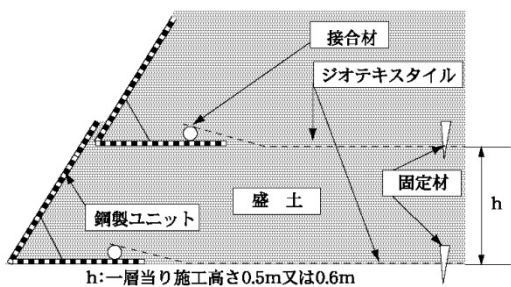 接合材
ジオテキスタイル
固定材
h
盛 土
鋼製ユニット
h:一層当り施工高さ0.5m又は0.6m